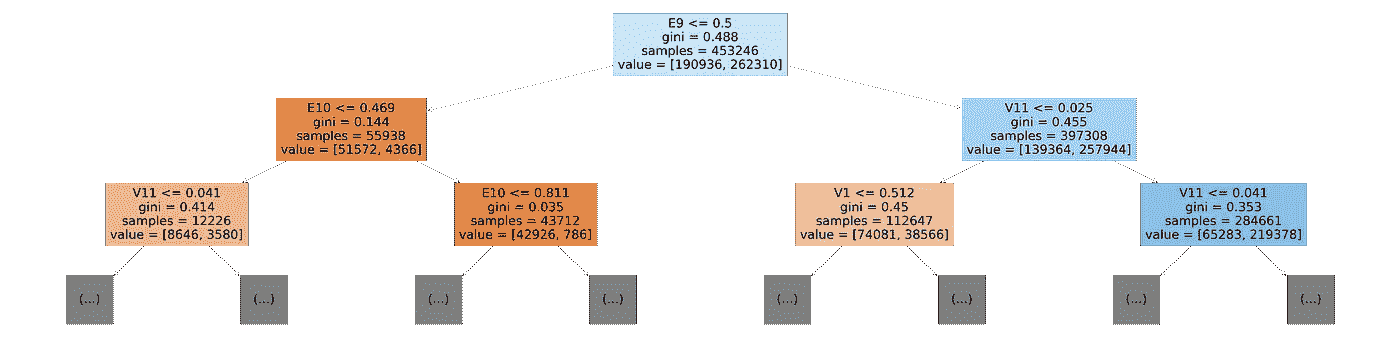 E9 <= 0.5
gini = 0.488
samples = 453246
value = [190936, 262310]
E10 <= 0.469
gini = 0.144
samples = 55938
value = [51572, 4366]
V11 <= 0.025
gini = 0.455
samples = 397308
value = [139364, 257944]
V11 <= 0.041
gini = 0.414
samples = 12226
value = [8646, 3580]
E10 <= 0.811
gini = 0.035
samples = 43712
value = [42926, 786]
V1 <= 0.512
gini = 0.45
samples = 112647
value = [74081, 38566]
V11 <= 0.041
gini = 0.353
samples = 284661
value = [65283, 219378]
(...)
(...)
(...)
(...)
(...)
(...)
(...)
(...)